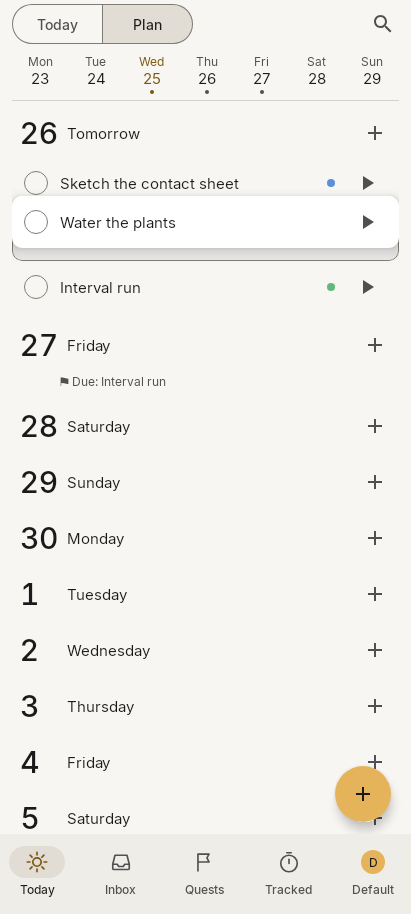 Today Plan
Mon Tue Wed Thu Fri Sat Sun
23 24 25 26 27 28 29
26 Tomorrow
Sketch the contact sheet
Water the plants
Interval run
27 Friday
Due: Interval run
28 Saturday
29 Sunday
30 Monday
1 Tuesday
2 Wednesday
3 Thursday
4 Friday
5 Saturday
D
Today Inbox Quests Tracked Default